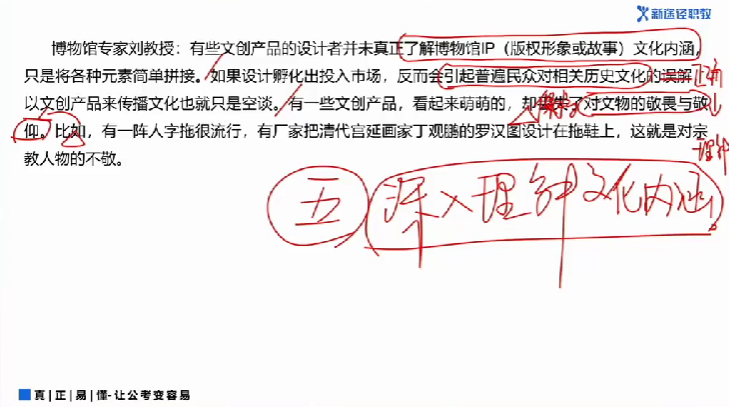 新途径职教
博物馆专家刘教授：有些文创产品的设计者并未真正了解博物馆IP（版权形象或故事）文化内涵，
只是将各种元素简单拼接。如果设计孵化出投入市场，反而会引起普遍民众对相关历史文化的误解
正确
以文创产品来传播文化也就只是空谈。有一些文创产品，看起来萌萌的，却丧失了对文物的敬畏与敬
仰。比如，有一阵人字拖很流行，有厂家把清代宫延画家丁观鹏的罗汉图设计在拖鞋上，这就是对宗
理解
教人物的不敬。
五 深入理解文化内涵
真|正|易|懂-让公考变容易